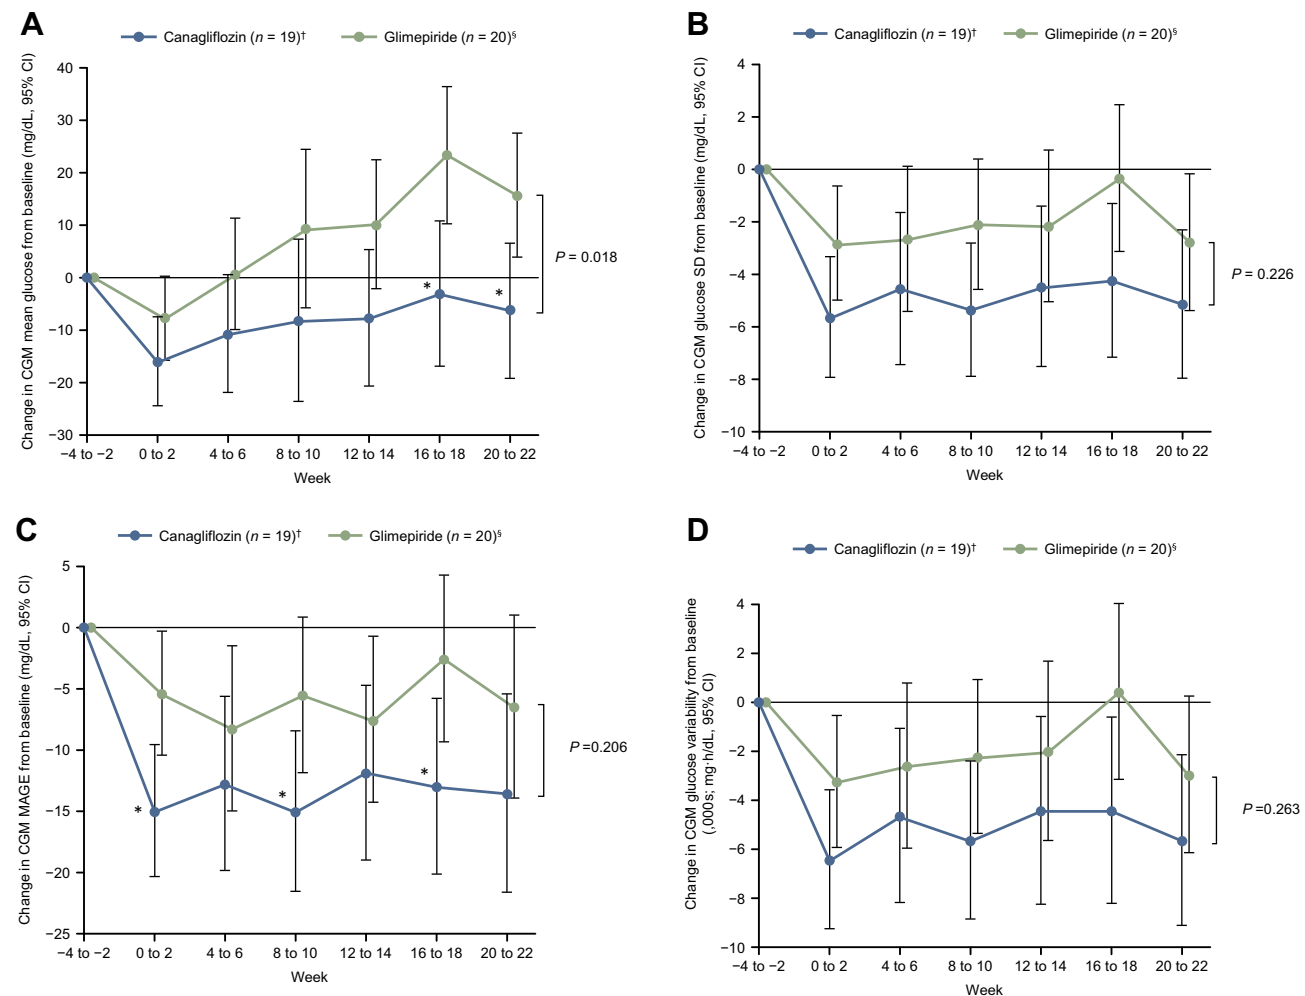 A
Canagliflozin (n = 19)†
Glimepiride (n = 20)§
Change in CGM mean glucose from baseline (mg/dL, 95% CI)
40
30
20
10
0
−10
−20
−30
* *
P = 0.018
−4 to −2 0 to 2 4 to 6 8 to 10 12 to 14 16 to 18 20 to 22
Week
B
Canagliflozin (n = 19)†
Glimepiride (n = 20)§
Change in CGM glucose SD from baseline (mg/dL, 95% CI)
4
2
0
−2
−4
−6
−8
−10
P = 0.226
−4 to −2 0 to 2 4 to 6 8 to 10 12 to 14 16 to 18 20 to 22
Week
C
Canagliflozin (n = 19)†
Glimepiride (n = 20)§
Change in CGM MAGE from baseline (mg/dL, 95% CI)
5
0
−5
−10
−15
−20
−25
* * *
P =0.206
−4 to −2 0 to 2 4 to 6 8 to 10 12 to 14 16 to 18 20 to 22
Week
D
Canagliflozin (n = 19)†
Glimepiride (n = 20)§
Change in CGM glucose variability from baseline
(,000s; mg·h/dL, 95% CI)
4
2
0
−2
−4
−6
−8
−10
P =0.263
−4 to −2 0 to 2 4 to 6 8 to 10 12 to 14 16 to 18 20 to 22
Week